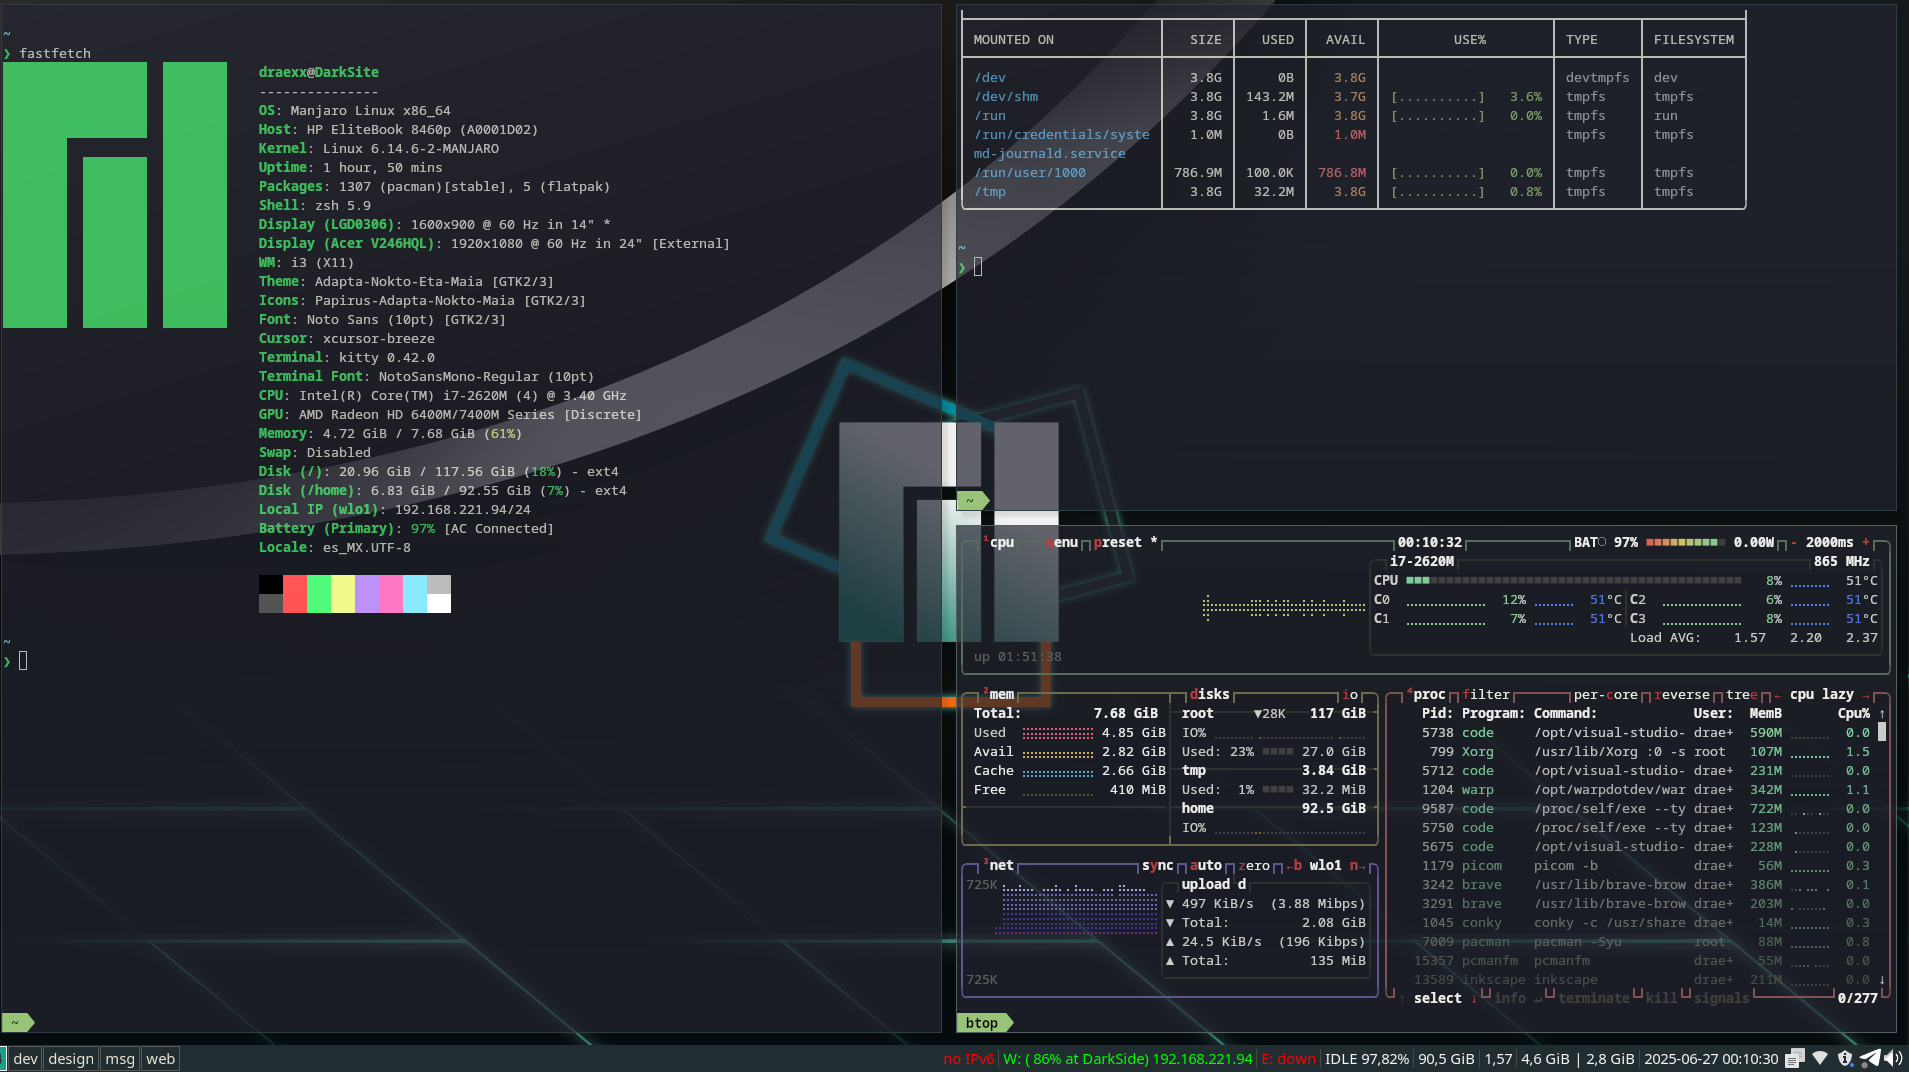 ~
❯ fastfetch
draexx@DarkSite
---------------
OS: Manjaro Linux x86_64
Host: HP EliteBook 8460p (A0001D02)
Kernel: Linux 6.14.6-2-MANJARO
Uptime: 1 hour, 50 mins
Packages: 1307 (pacman)[stable], 5 (flatpak)
Shell: zsh 5.9
Display (LGD0306): 1600x900 @ 60 Hz in 14" *
Display (Acer V246HQL): 1920x1080 @ 60 Hz in 24" [External]
WM: i3 (X11)
Theme: Adapta-Nokto-Eta-Maia [GTK2/3]
Icons: Papirus-Adapta-Nokto-Maia [GTK2/3]
Font: Noto Sans (10pt) [GTK2/3]
Cursor: xcursor-breeze
Terminal: kitty 0.42.0
Terminal Font: NotoSansMono-Regular (10pt)
CPU: Intel(R) Core(TM) i7-2620M (4) @ 3.40 GHz
GPU: AMD Radeon HD 6400M/7400M Series [Discrete]
Memory: 4.72 GiB / 7.68 GiB (61%)
Swap: Disabled
Disk (/): 20.96 GiB / 117.56 GiB (18%) - ext4
Disk (/home): 6.83 GiB / 92.55 GiB (7%) - ext4
Local IP (wlo1): 192.168.221.94/24
Battery (Primary): 97% [AC Connected]
Locale: es_MX.UTF-8
~
❯
~
MOUNTED ON SIZE USED AVAIL USE% TYPE FILESYSTEM
/dev 3.8G 0B 3.8G devtmpfs dev
/dev/shm 3.8G 143.2M 3.7G [..........] 3.6% tmpfs tmpfs
/run 3.8G 1.6M 3.8G [..........] 0.0% tmpfs run
/run/credentials/syste 1.0M 0B 1.0M tmpfs tmpfs
md-journald.service
/run/user/1000 786.9M 100.0K 786.8M [..........] 0.0% tmpfs tmpfs
/tmp 3.8G 32.2M 3.8G [..........] 0.8% tmpfs tmpfs
~
❯
~
¹cpu menu preset * 00:10:32 BAT 97% 0.00W - 2000ms +
i7-2620M 865 MHz
CPU 8% 51°C
C0 12% 51°C C2 6% 51°C
C1 7% 51°C C3 8% 51°C
Load AVG: 1.57 2.20 2.37
up 01:51:38
²mem disks io
Total: 7.68 GiB root ▼28K 117 GiB
Used 4.85 GiB IO%
Avail 2.82 GiB Used: 23% 27.0 GiB
Cache 2.66 GiB tmp 3.84 GiB
Free 410 MiB Used: 1% 32.2 MiB
home 92.5 GiB
IO%
³net sync auto zero ←b wlo1 n→
725K upload d
▼ 497 KiB/s (3.88 Mibps)
▼ Total: 2.08 GiB
▲ 24.5 KiB/s (196 Kibps)
▲ Total: 135 MiB
725K
⁴proc filter per-core reverse tree ← cpu lazy →
Pid: Program: Command: User: MemB Cpu% ↑
5738 code /opt/visual-studio- drae+ 590M 0.0
799 Xorg /usr/lib/Xorg :0 -s root 107M 1.5
5712 code /opt/visual-studio- drae+ 231M 0.0
1204 warp /opt/warpdotdev/war drae+ 342M 1.1
9587 code /proc/self/exe --ty drae+ 722M 0.0
5750 code /proc/self/exe --ty drae+ 123M 0.0
5675 code /opt/visual-studio- drae+ 228M 0.0
1179 picom picom -b drae+ 56M 0.3
3242 brave /usr/lib/brave-brow drae+ 386M 0.1
3291 brave /usr/lib/brave-brow drae+ 203M 0.0
1045 conky conky -c /usr/share drae+ 14M 0.3
7009 pacman pacman -Syu root 88M 0.8
15357 pcmanfm pcmanfm drae+ 55M 0.0
13589 inkscape inkscape drae+ 211M 0.0 ↓
↑ select ↓ info ↵ terminate kill signals 0/277
btop
dev design msg web
no IPv6 W: ( 86% at DarkSide) 192.168.221.94 E: down IDLE 97,82% 90,5 GiB 1,57 4,6 GiB | 2,8 GiB 2025-06-27 00:10:30